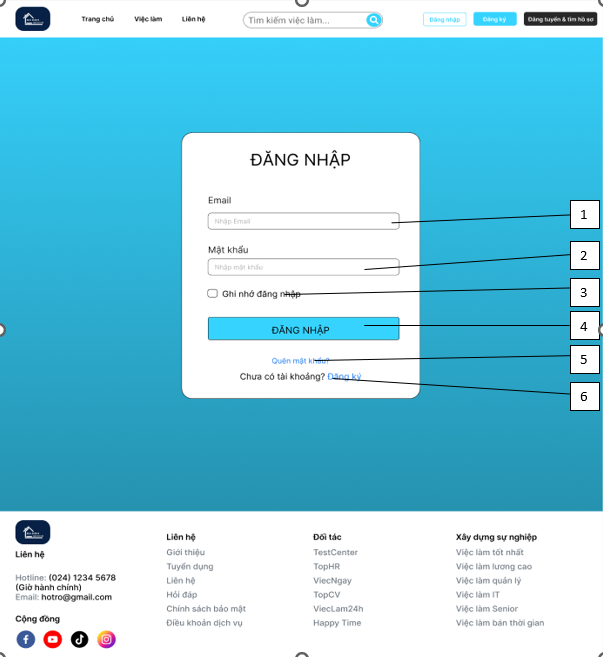 Trang chủ
Việc làm
Liên hệ
Tìm kiếm việc làm...
Đăng nhập
Đăng ký
Đăng tuyển & tìm hồ sơ
ĐĂNG NHẬP
Email
Nhập Email
1
Mật khẩu
Nhập mật khẩu
2
Ghi nhớ đăng nhập
3
ĐĂNG NHẬP
4
Quên mật khẩu?
5
Chưa có tài khoảng? Đăng ký
6
Liên hệ
Hotline: (024) 1234 5678
(Giờ hành chính)
Email: hotro@gmail.com
Cộng đồng
Liên hệ
Giới thiệu
Tuyển dụng
Liên hệ
Hỏi đáp
Chính sách bảo mật
Điều khoản dịch vụ
Đối tác
TestCenter
TopHR
ViecNgay
TopCV
ViecLam24h
Happy Time
Xây dựng sự nghiệp
Việc làm tốt nhất
Việc làm lương cao
Việc làm quản lý
Việc làm IT
Việc làm Senior
Việc làm bán thời gian